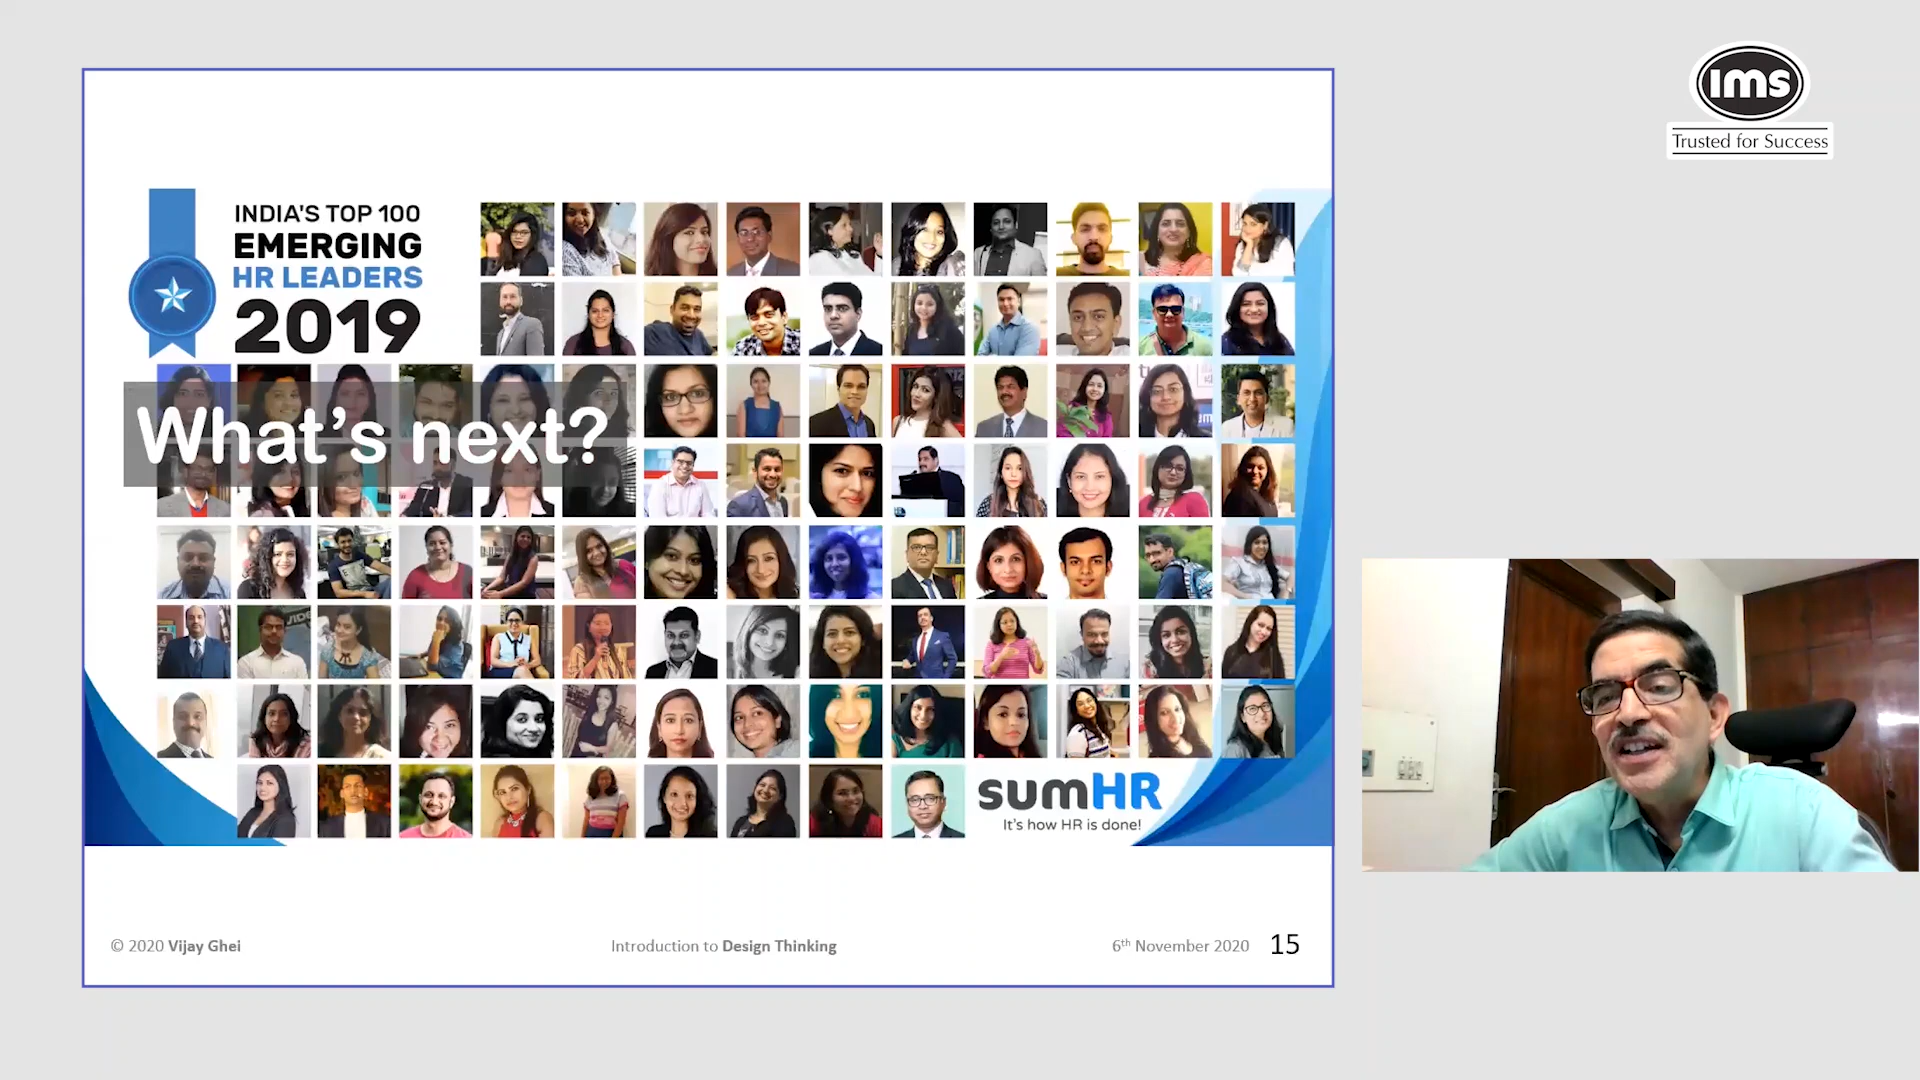 ims
Trusted for Success
INDIA'S TOP 100
EMERGING
HR LEADERS
2019
What's next?
sumHR
It's how HR is done!
© 2020 Vijay Ghei
Introduction to Design Thinking
6th November 2020
15